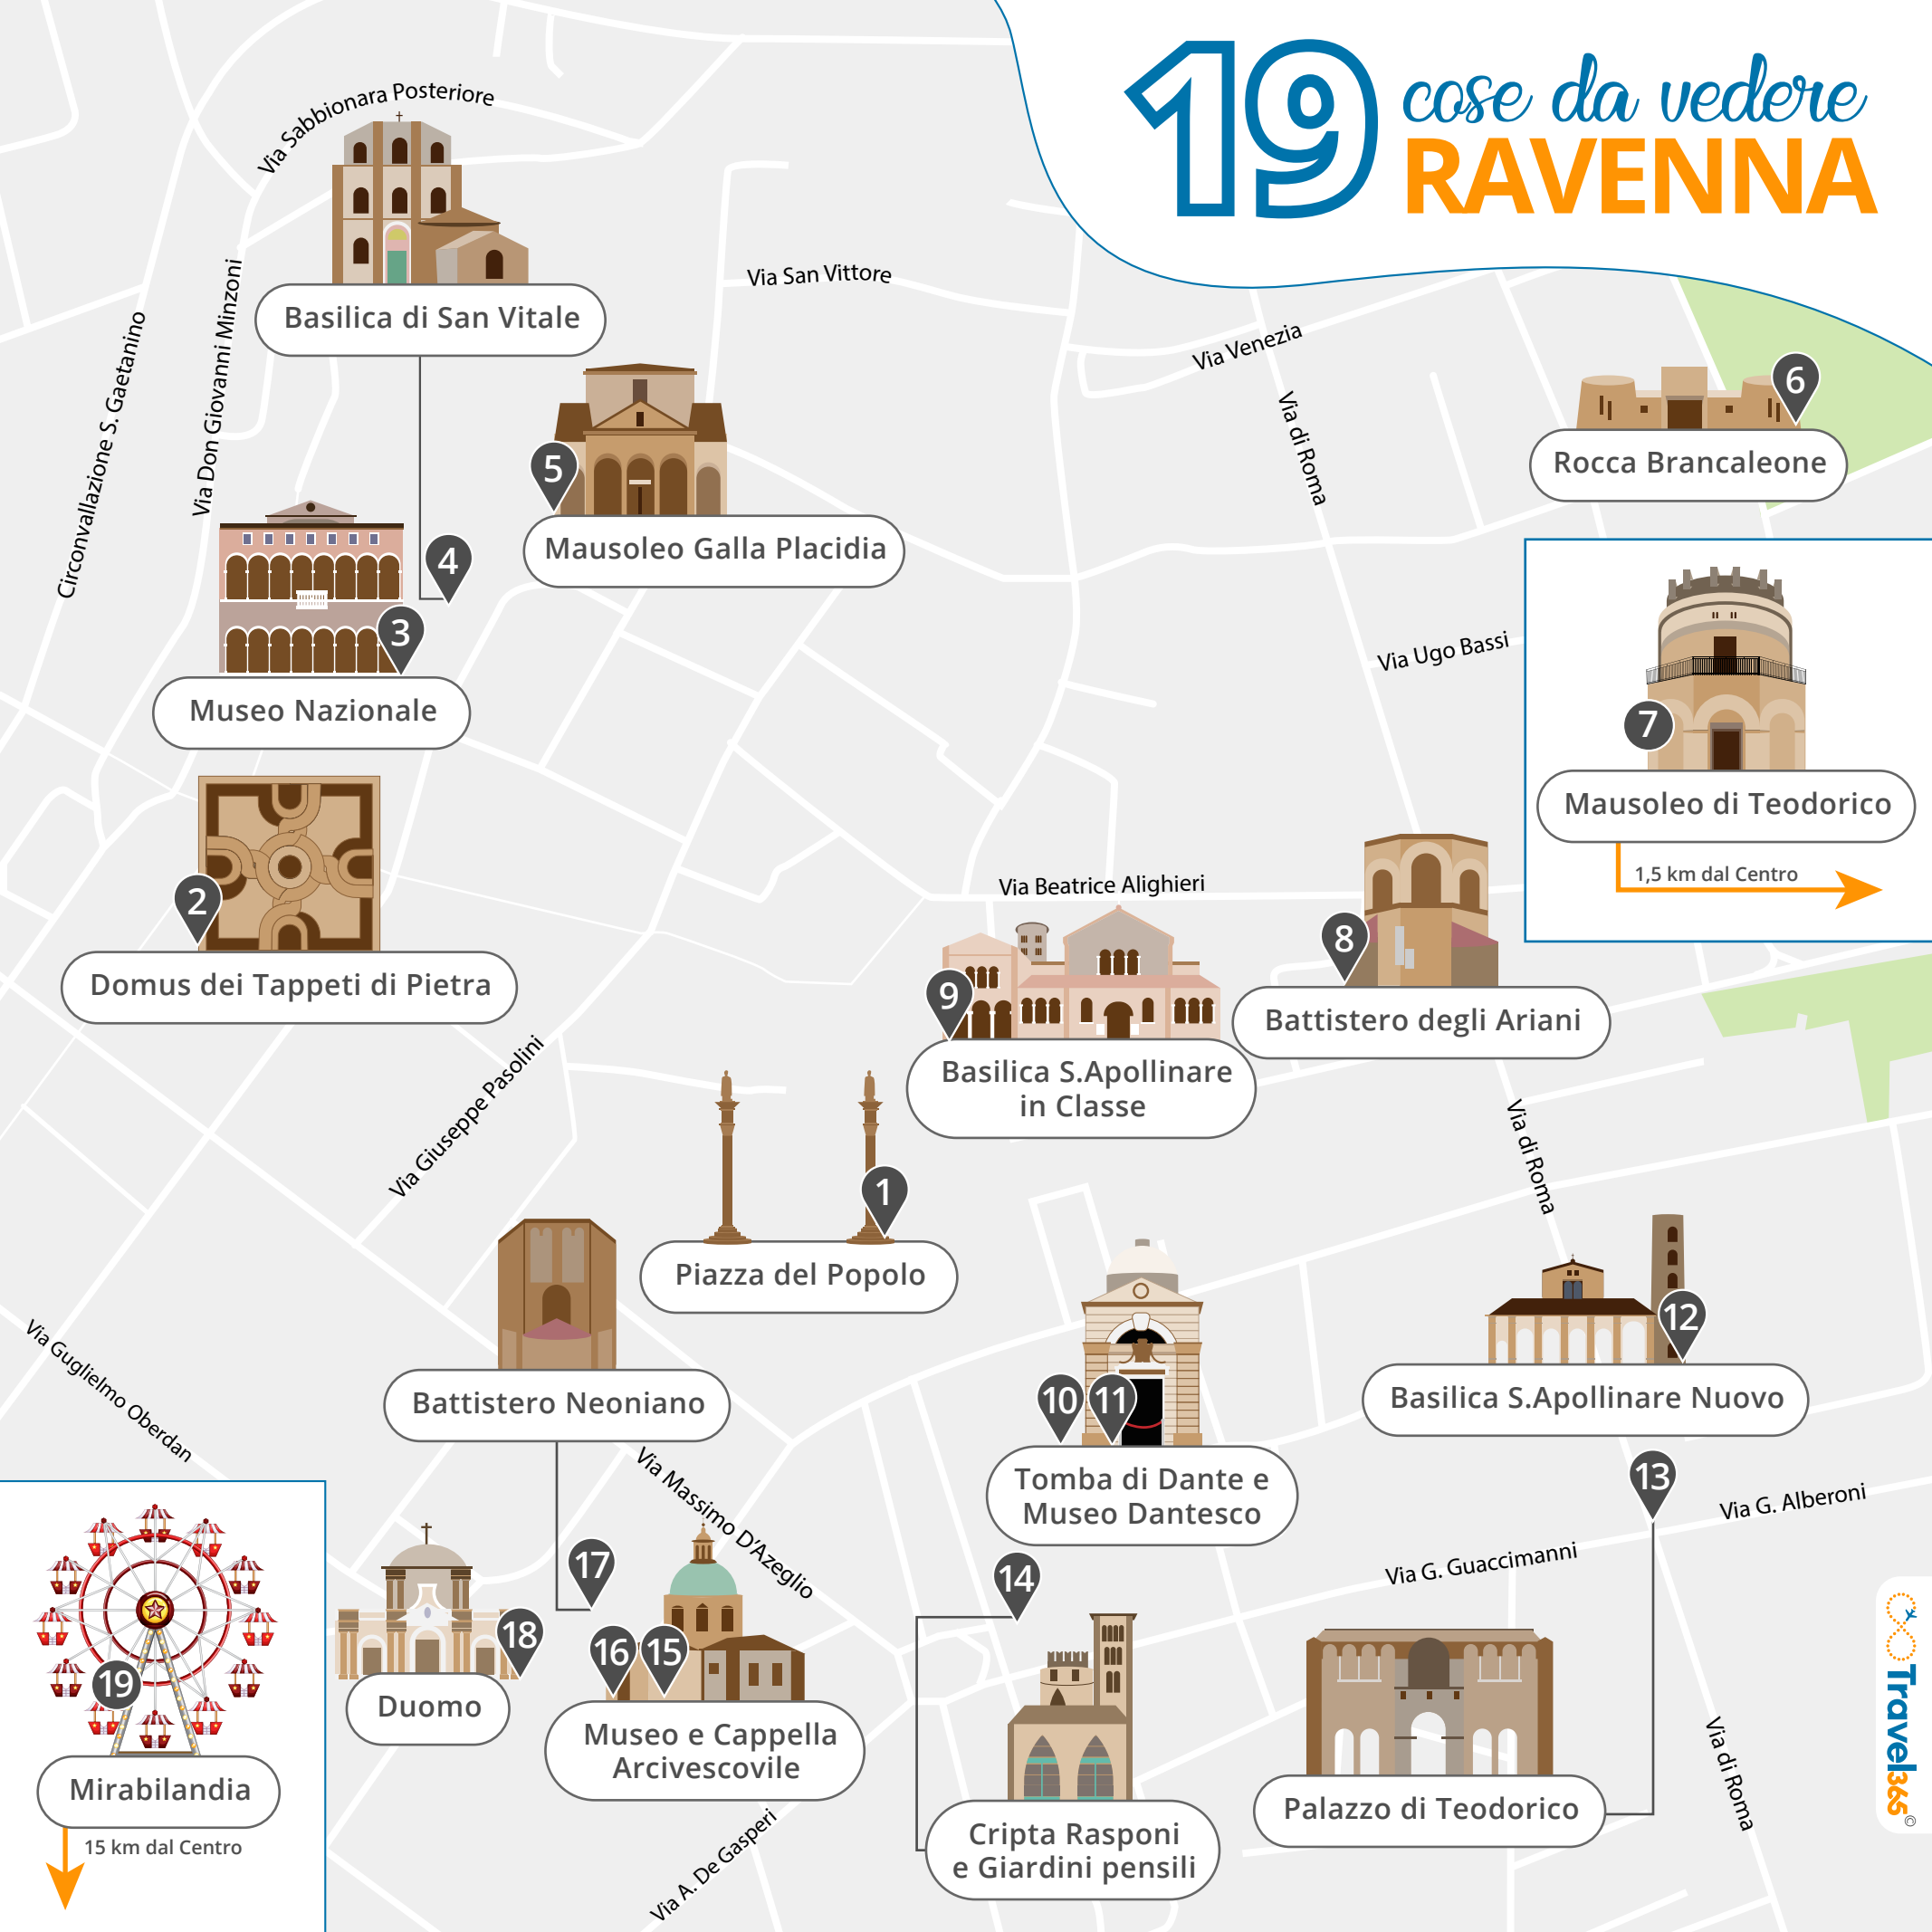 19 cose da vedere
RAVENNA
Via Sabbionara Posteriore
Basilica di San Vitale
Via San Vittore
Via Venezia
Via di Roma
Circonvallazione S. Gaetanino
Via Don Giovanni Minzoni
6
Rocca Brancaleone
5
Mausoleo Galla Placidia
4
3
Museo Nazionale
Via Ugo Bassi
7
Mausoleo di Teodorico
1,5 km dal Centro
2
Domus dei Tappeti di Pietra
Via Beatrice Alighieri
8
Battistero degli Ariani
9
Basilica S.Apollinare
in Classe
Via Giuseppe Pasolini
Via di Roma
1
Piazza del Popolo
Battistero Neoniano
10
11
Tomba di Dante e
Museo Dantesco
12
Basilica S.Apollinare Nuovo
Via Guglielmo Oberdan
Via Massimo D'Azeglio
13
Via G. Alberoni
Via G. Guaccimanni
14
17
18
Duomo
16
15
Museo e Cappella
Arcivescovile
19
Mirabilandia
15 km dal Centro
Cripta Rasponi
e Giardini pensili
Palazzo di Teodorico
Via di Roma
Via A. De Gasperi
Travel365©